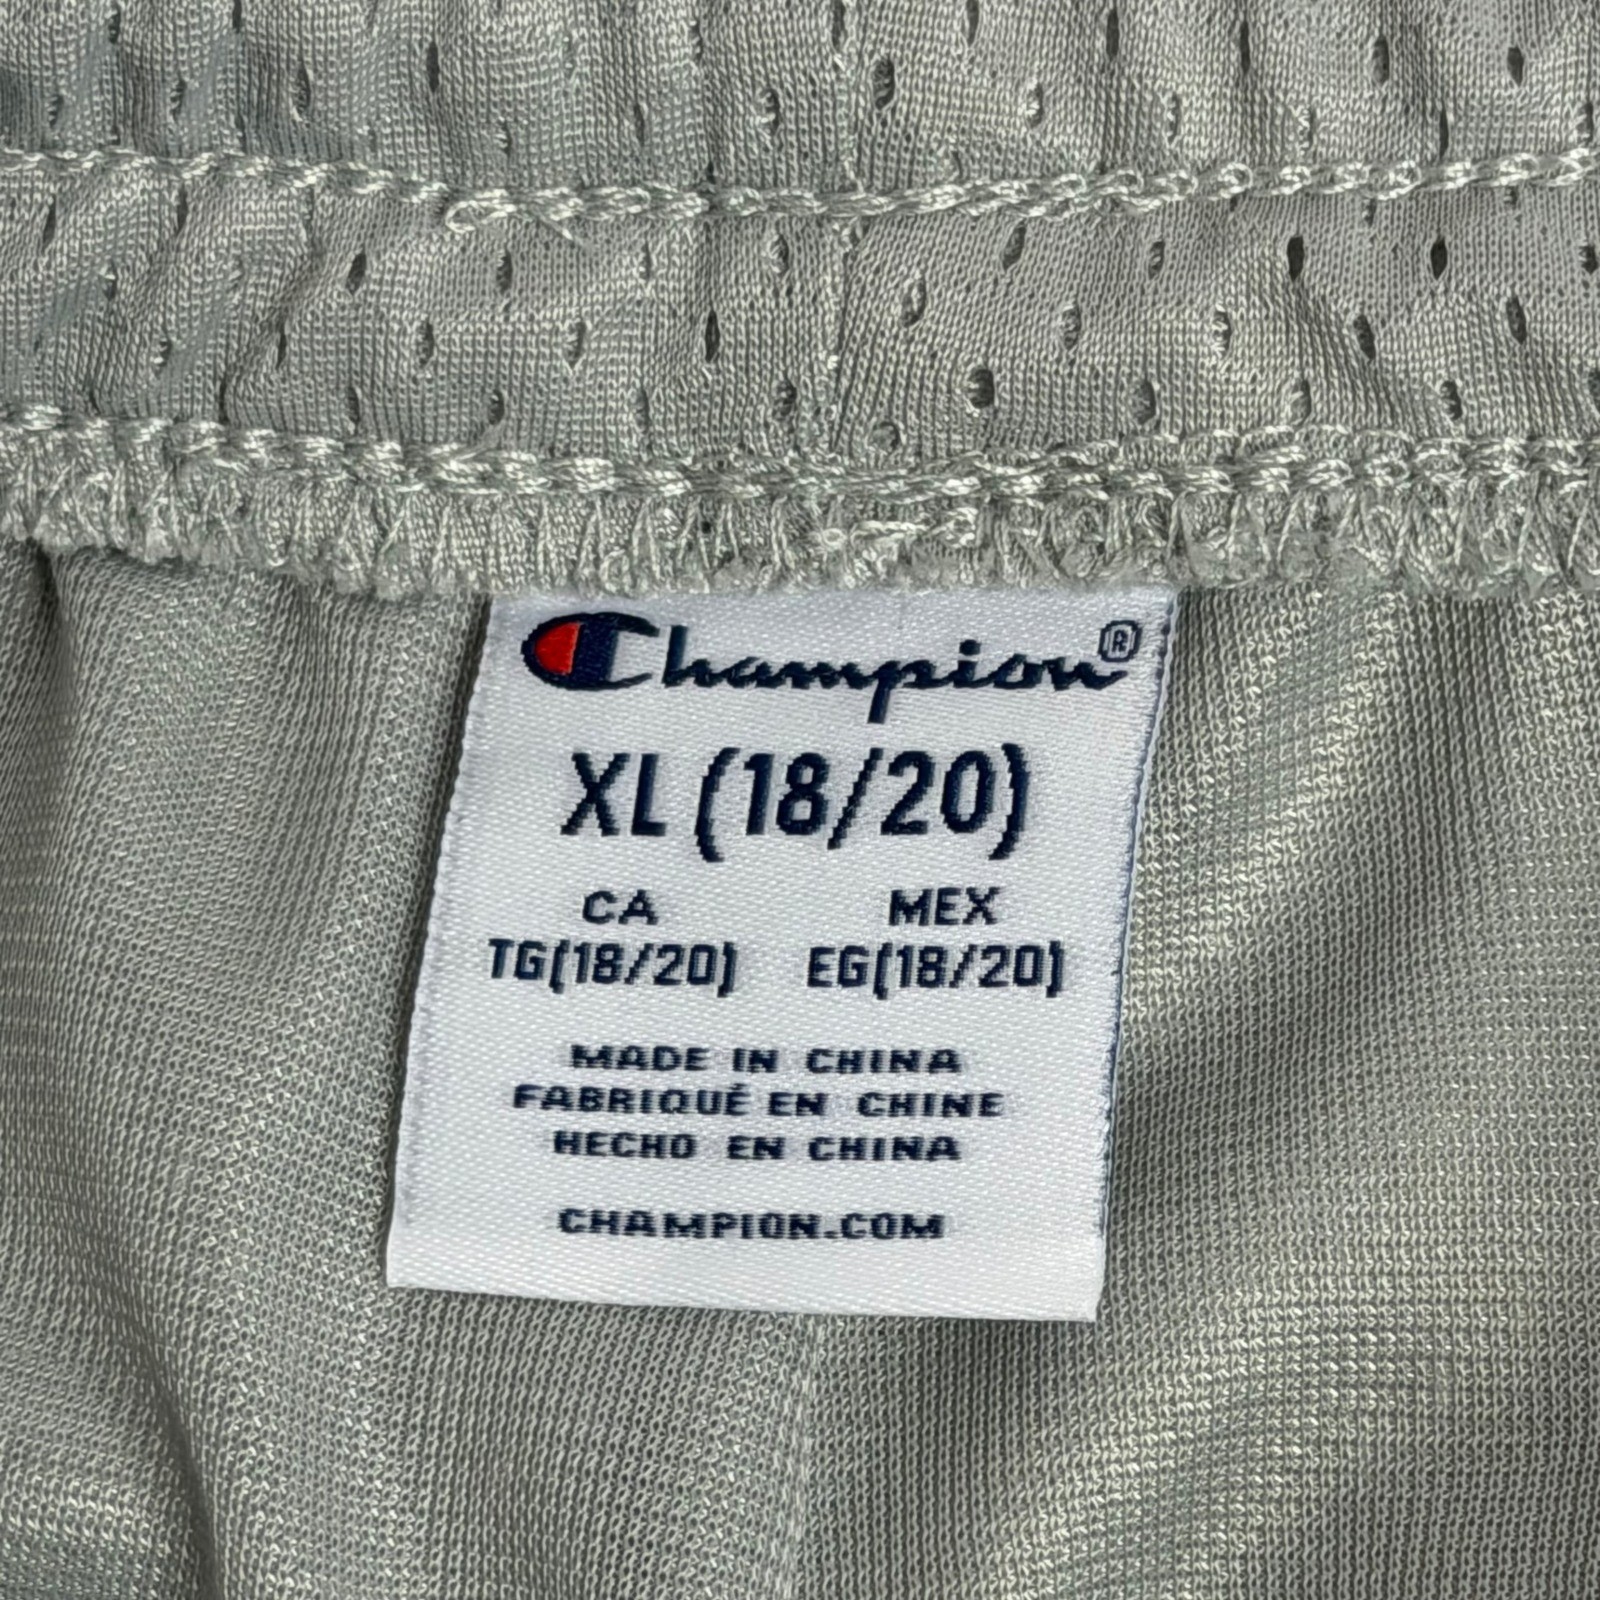 Champion®
XL (18/20)
CA MEX
TG(18/20) EG(18/20)
MADE IN CHINA
FABRIQUÉ EN CHINE
HECHO EN CHINA
CHAMPION.COM